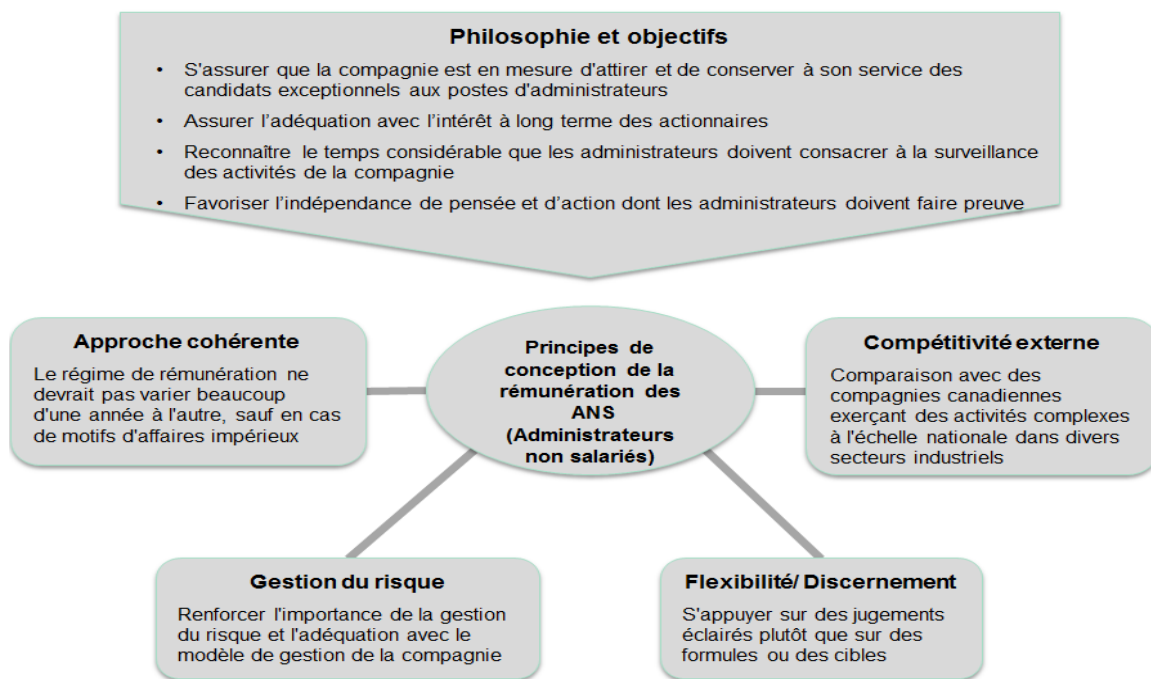 Philosophie et objectifs
• S'assurer que la compagnie est en mesure d'attirer et de conserver à son service des
candidats exceptionnels aux postes d'administrateurs
• Assurer l’adéquation avec l’intérêt à long terme des actionnaires
• Reconnaître le temps considérable que les administrateurs doivent consacrer à la surveillance
des activités de la compagnie
• Favoriser l’indépendance de pensée et d’action dont les administrateurs doivent faire preuve
Approche cohérente
Le régime de rémunération ne
devrait pas varier beaucoup
d'une année à l'autre, sauf en cas
de motifs d'affaires impérieux
Principes de
conception de la
rémunération des
ANS
(Administrateurs
non salariés)
Compétitivité externe
Comparaison avec des
compagnies canadiennes
exerçant des activités complexes
à l'échelle nationale dans divers
secteurs industriels
Gestion du risque
Renforcer l'importance de la gestion
du risque et l'adéquation avec le
modèle de gestion de la compagnie
Flexibilité/ Discernement
S'appuyer sur des jugements
éclairés plutôt que sur des
formules ou des cibles